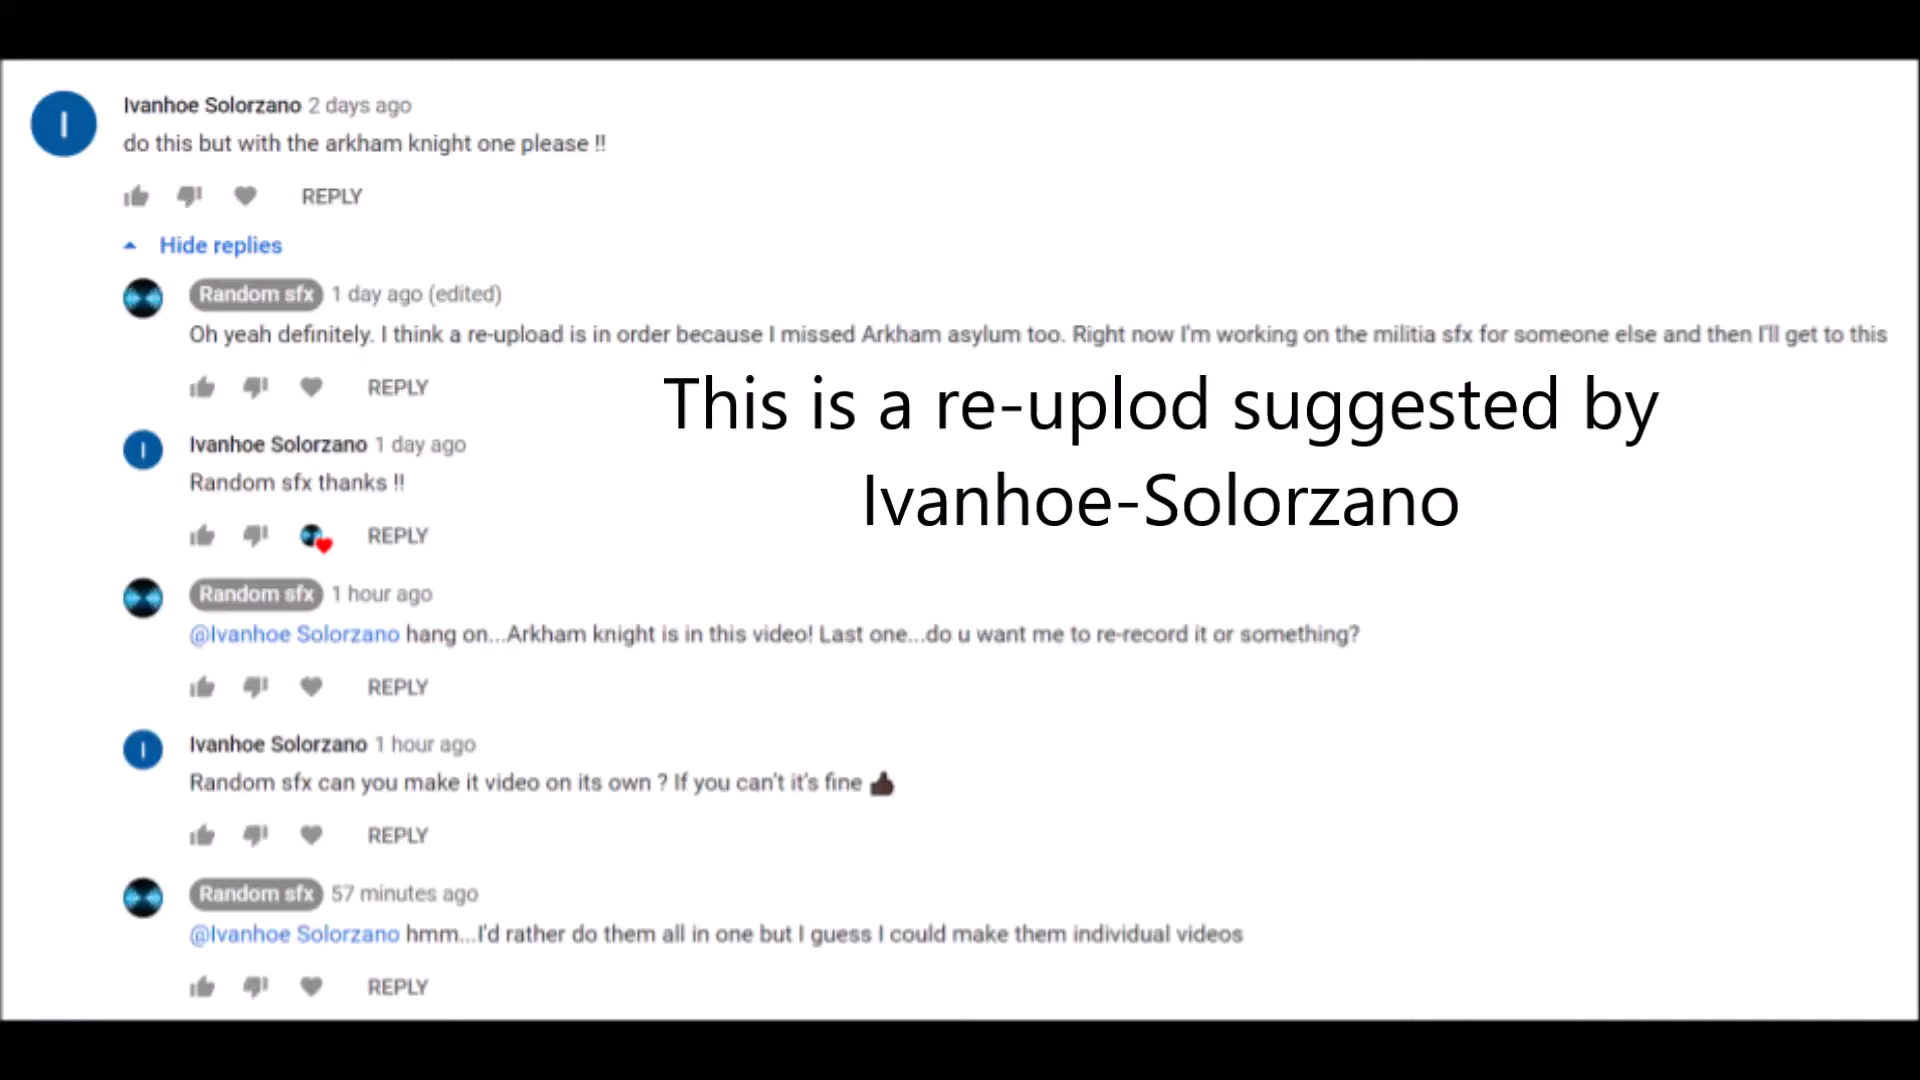 I
Ivanhoe Solorzano 2 days ago
do this but with the arkham knight one please !!
REPLY
Hide replies
Random sfx 1 day ago (edited)
Oh yeah definitely. I think a re-upload is in order because I missed Arkham asylum too. Right now I'm working on the militia sfx for someone else and then I'll get to this
REPLY
This is a re-uplod suggested by
Ivanhoe-Solorzano
I
Ivanhoe Solorzano 1 day ago
Random sfx thanks !!
REPLY
Random sfx 1 hour ago
@Ivanhoe Solorzano hang on...Arkham knight is in this video! Last one...do u want me to re-record it or something?
REPLY
I
Ivanhoe Solorzano 1 hour ago
Random sfx can you make it video on its own ? If you can't it's fine
REPLY
Random sfx 57 minutes ago
@Ivanhoe Solorzano hmm...I'd rather do them all in one but I guess I could make them individual videos
REPLY